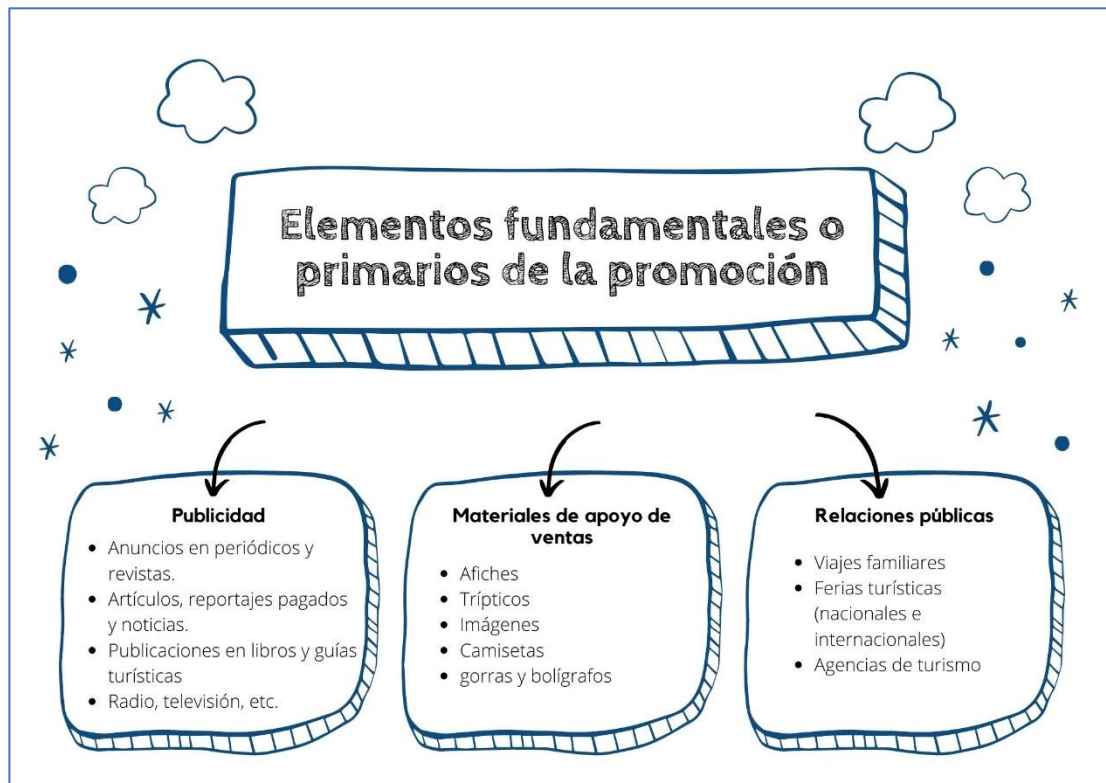 Elementos fundamentales o
primarios de la promoción
Publicidad
• Anuncios en periódicos y
revistas.
• Artículos, reportajes pagados
y noticias.
• Publicaciones en libros y guías
turísticas
• Radio, televisión, etc.
Materiales de apoyo de
ventas
• Afiches
• Trípticos
• Imágenes
• Camisetas
• gorras y bolígrafos
Relaciones públicas
• Viajes familiares
• Ferias turísticas
(nacionales e
internacionales)
• Agencias de turismo